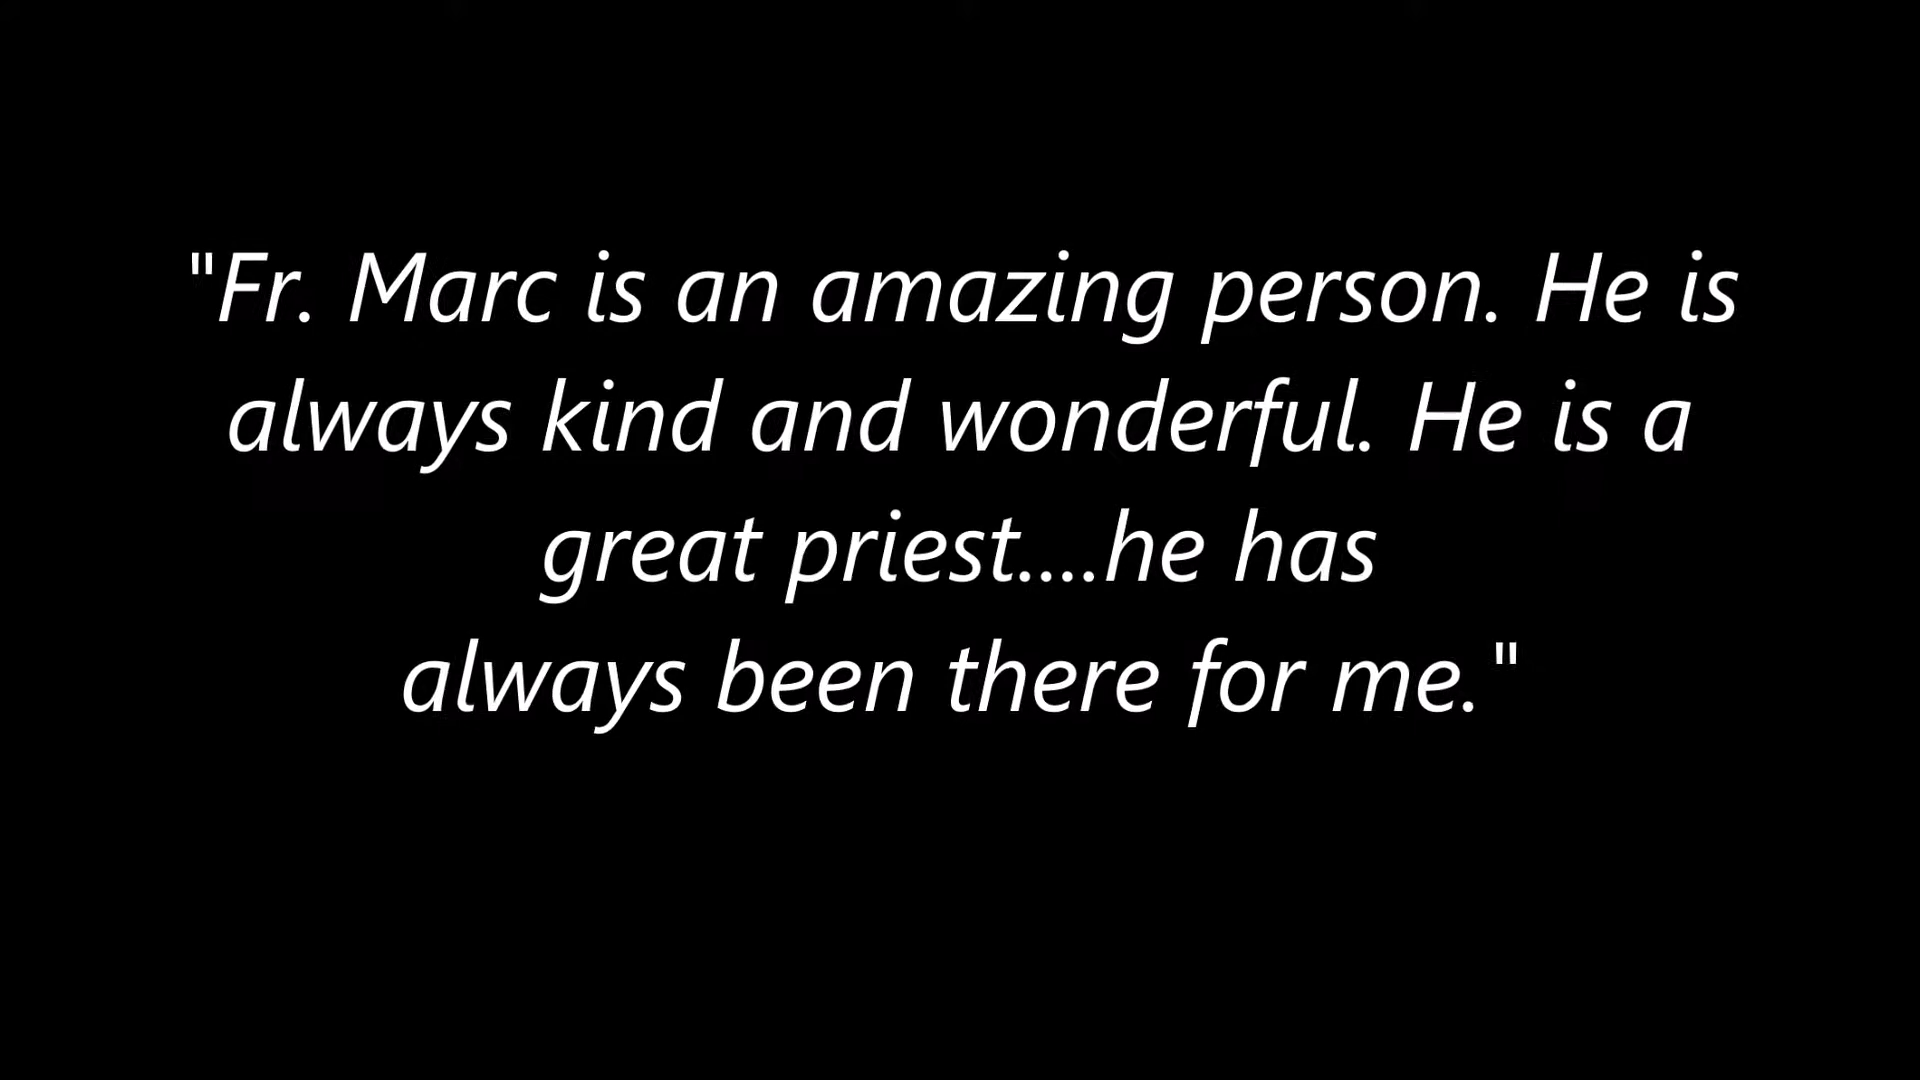 "Fr. Marc is an amazing person. He is
always kind and wonderful. He is a
great priest....he has
always been there for me."